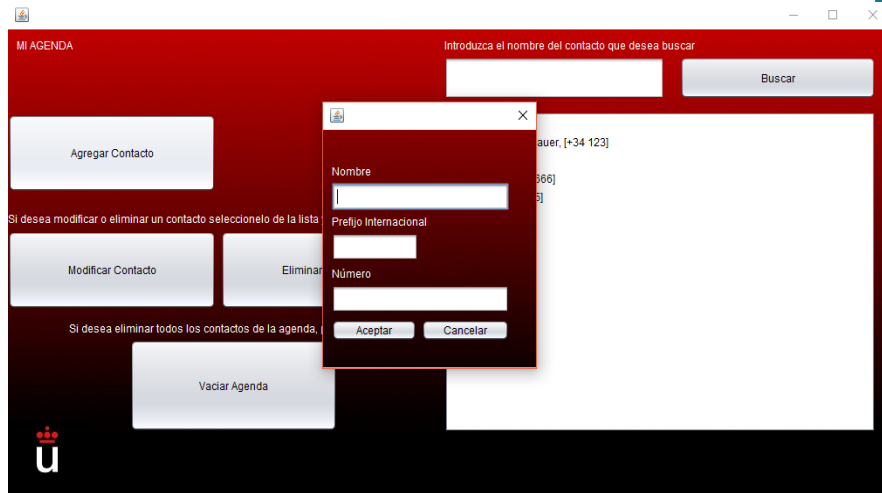 MI AGENDA
Introduzca el nombre del contacto que desea buscar
Buscar
Agregar Contacto
auer, [+34 123]
666]
5]
Si desea modificar o eliminar un contacto seleccionelo de la lista
Modificar Contacto
Eliminar
Si desea eliminar todos los contactos de la agenda,
Vaciar Agenda
Nombre
Prefijo Internacional
Número
Aceptar
Cancelar
ü